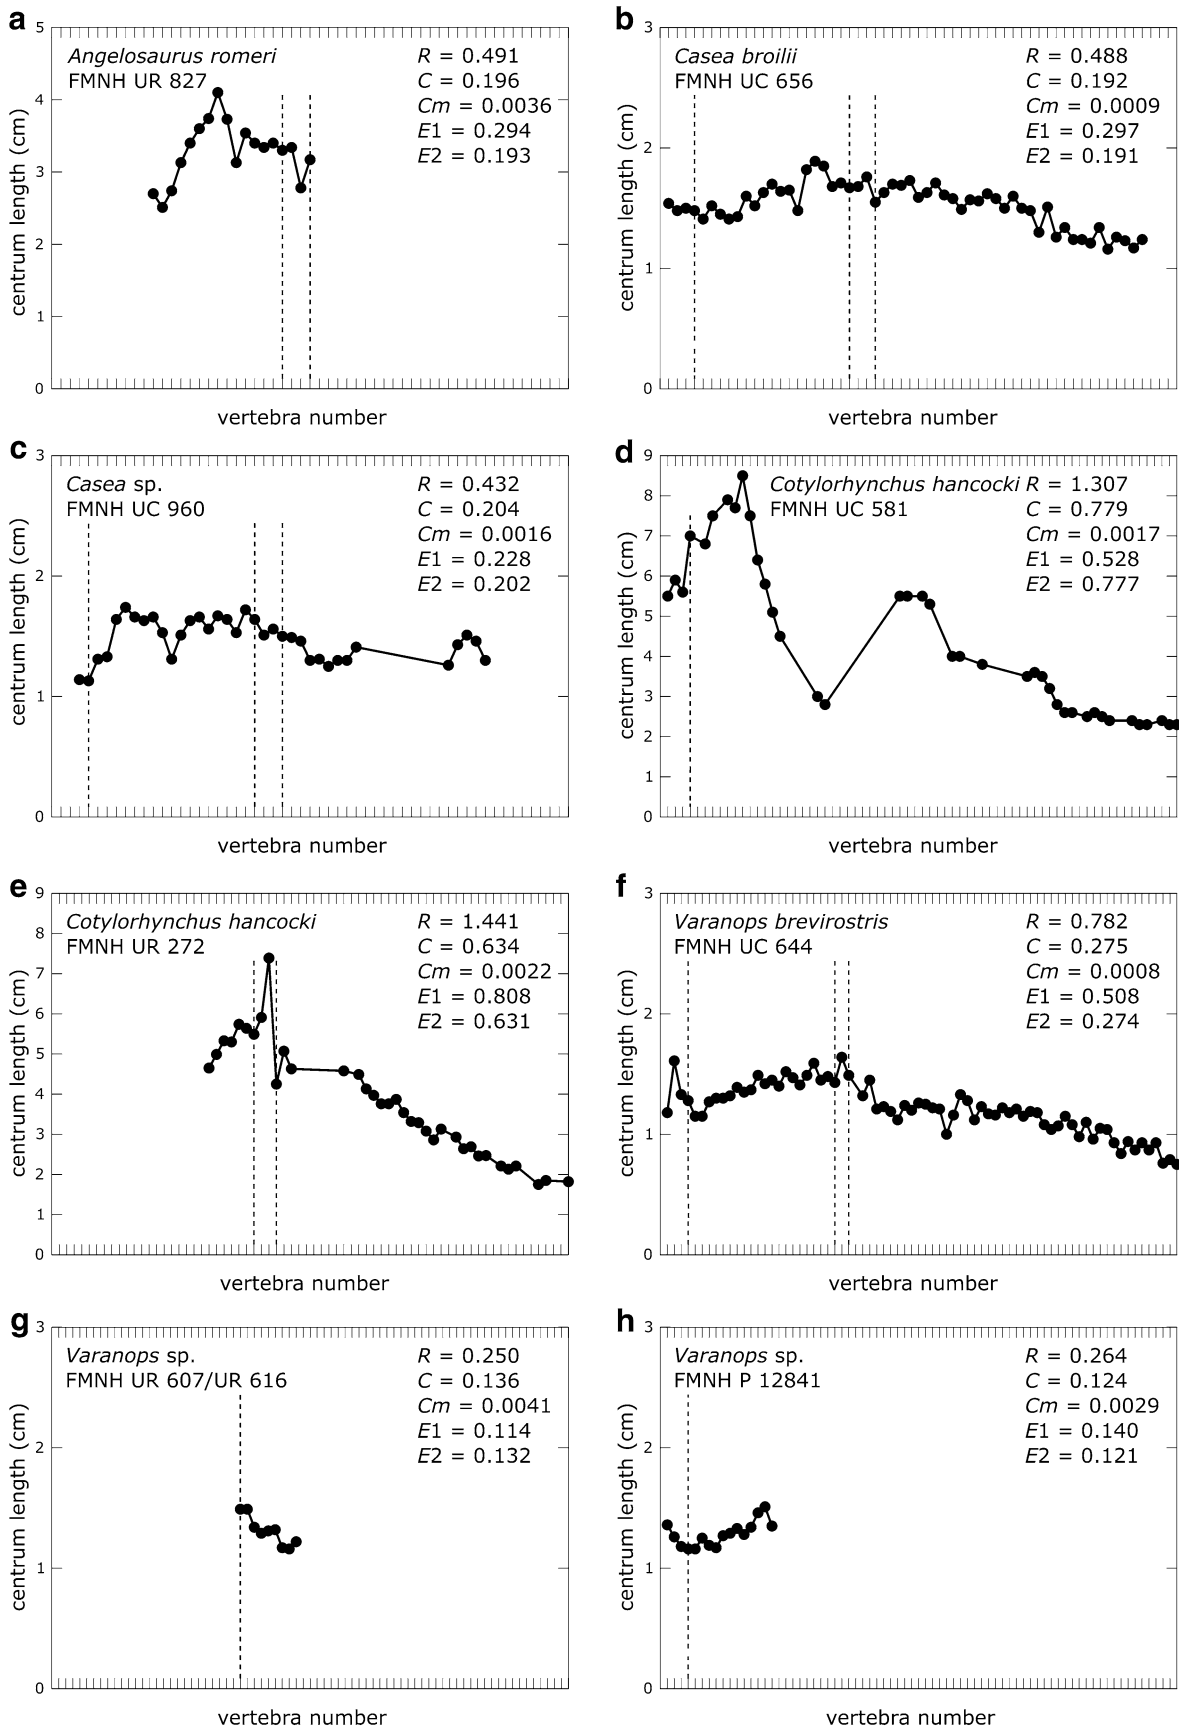 a
5
4
3
2
1
0
centrum length (cm)
Angelosaurus romeri
FMNH UR 827
R = 0.491
C = 0.196
Cm = 0.0036
E1 = 0.294
E2 = 0.193
vertebra number
b
3
2
1
0
centrum length (cm)
Casea broilii
FMNH UC 656
R = 0.488
C = 0.192
Cm = 0.0009
E1 = 0.297
E2 = 0.191
vertebra number
c
3
2
1
0
centrum length (cm)
Casea sp.
FMNH UC 960
R = 0.432
C = 0.204
Cm = 0.0016
E1 = 0.228
E2 = 0.202
vertebra number
d
9
8
7
6
5
4
3
2
1
0
centrum length (cm)
Cotylorhynchus hancocki
FMNH UC 581
R = 1.307
C = 0.779
Cm = 0.0017
E1 = 0.528
E2 = 0.777
vertebra number
e
9
8
7
6
5
4
3
2
1
0
centrum length (cm)
Cotylorhynchus hancocki
FMNH UR 272
R = 1.441
C = 0.634
Cm = 0.0022
E1 = 0.808
E2 = 0.631
vertebra number
f
3
2
1
0
centrum length (cm)
Varanops brevirostris
FMNH UC 644
R = 0.782
C = 0.275
Cm = 0.0008
E1 = 0.508
E2 = 0.274
vertebra number
g
3
2
1
0
centrum length (cm)
Varanops sp.
FMNH UR 607/UR 616
R = 0.250
C = 0.136
Cm = 0.0041
E1 = 0.114
E2 = 0.132
vertebra number
h
3
2
1
0
centrum length (cm)
Varanops sp.
FMNH P 12841
R = 0.264
C = 0.124
Cm = 0.0029
E1 = 0.140
E2 = 0.121
vertebra number